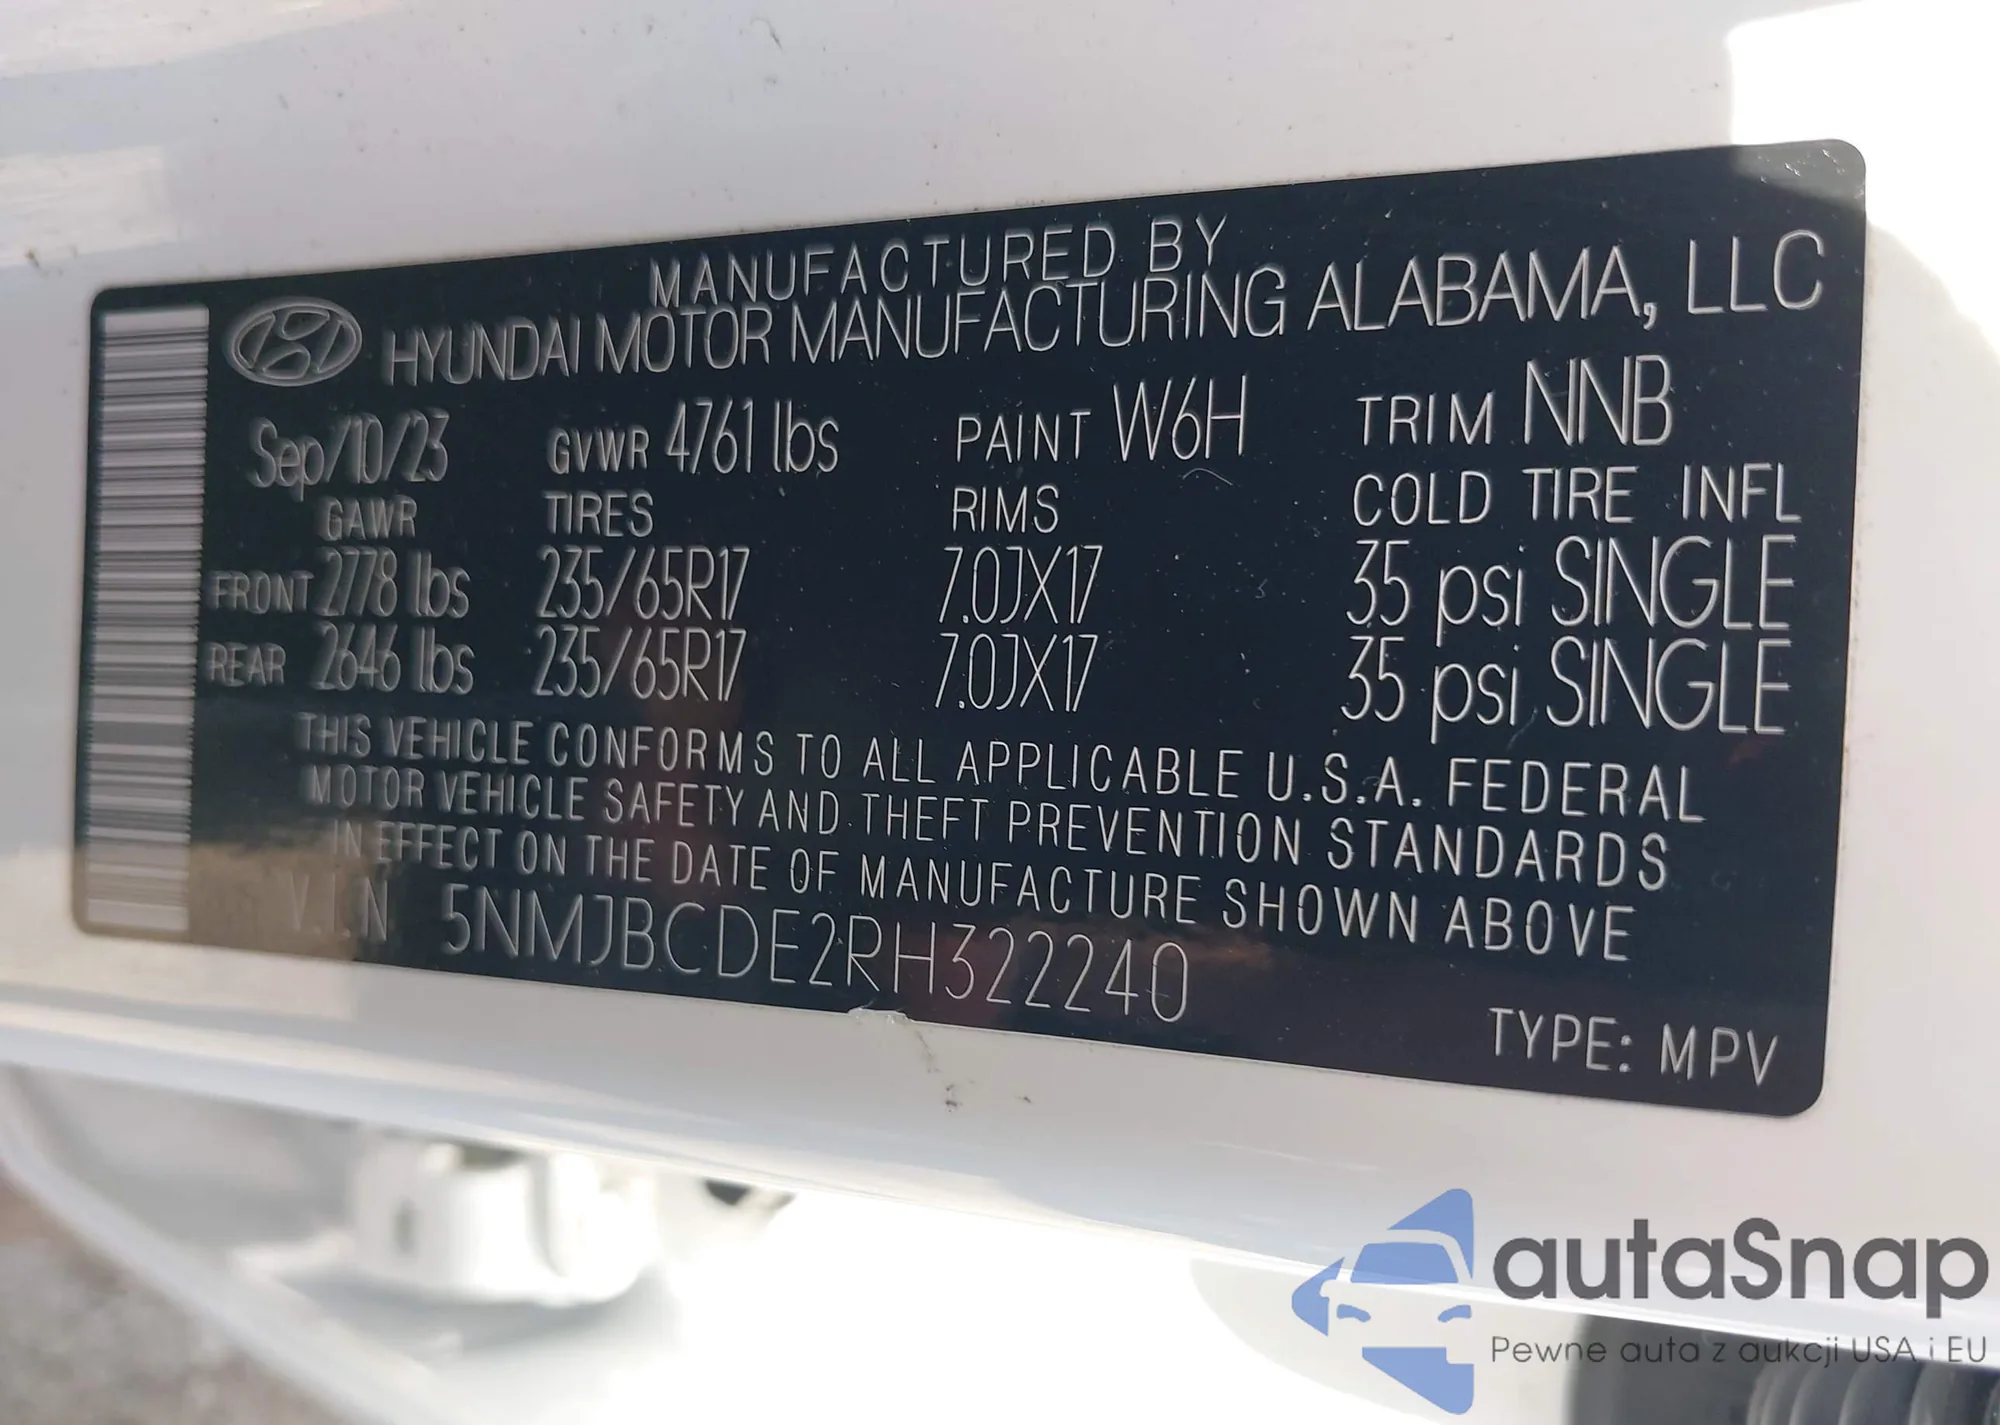 MANUFACTURED BY
HYUNDAI MOTOR MANUFACTURING ALABAMA, LLC
Sep/10/23 GVWR 4761 lbs PAINT W6H TRIM NNB
GAWR TIRES RIMS COLD TIRE INFL
FRONT 2778 lbs 235/65R17 7.0JX17 35 psi SINGLE
REAR 2646 lbs 235/65R17 7.0JX17 35 psi SINGLE
THIS VEHICLE CONFORMS TO ALL APPLICABLE U.S.A. FEDERAL
MOTOR VEHICLE SAFETY AND THEFT PREVENTION STANDARDS
IN EFFECT ON THE DATE OF MANUFACTURE SHOWN ABOVE
V.I.N 5NMJBCDE2RH322240
TYPE: MPV
autaSnap
Pewne auta z aukcji USA i EU